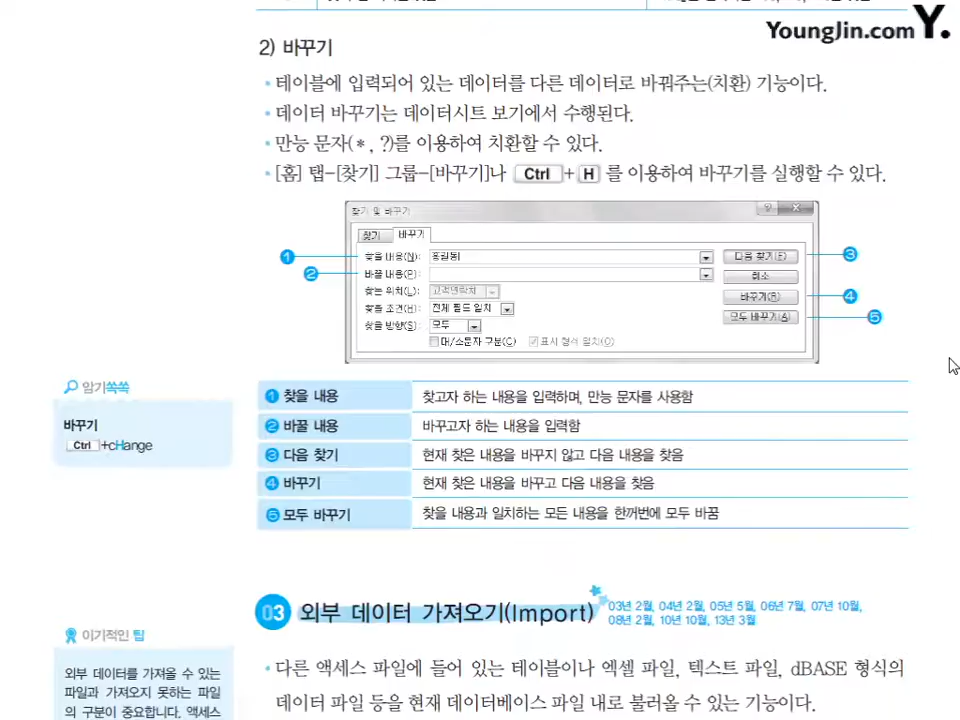 YoungJin.com Y.
2) 바꾸기
• 테이블에 입력되어 있는 데이터를 다른 데이터로 바꿔주는(치환) 기능이다.
• 데이터 바꾸기는 데이터시트 보기에서 수행된다.
• 만능 문자(*, ?)를 이용하여 치환할 수 있다.
• [홈] 탭-[찾기] 그룹-[바꾸기]나 Ctrl + H 를 이용하여 바꾸기를 실행할 수 있다.
찾기 및 바꾸기
찾기 바꾸기
❶ 찾을 내용(N): 홍길동 다음 찾기(F) ❸
❷ 바꿀 내용(P): 취소
찾는 위치(L): 고객연락처 바꾸기(R) ❹
찾을 조건(H): 전체 필드 일치 모두 바꾸기(A) ❺
찾을 방향(S): 모두
대/소문자 구분(C) 표시 형식 일치(O)
암기쏙쏙
바꾸기
Ctrl +cHange
❶ 찾을 내용 찾고자 하는 내용을 입력하며, 만능 문자를 사용함
❷ 바꿀 내용 바꾸고자 하는 내용을 입력함
❸ 다음 찾기 현재 찾은 내용을 바꾸지 않고 다음 내용을 찾음
❹ 바꾸기 현재 찾은 내용을 바꾸고 다음 내용을 찾음
❺ 모두 바꾸기 찾을 내용과 일치하는 모든 내용을 한꺼번에 모두 바꿈
03 외부 데이터 가져오기(Import) 03년 2월, 04년 2월, 05년 5월, 06년 7월, 07년 10월,
08년 2월, 10년 10월, 13년 3월
• 다른 액세스 파일에 들어 있는 테이블이나 엑셀 파일, 텍스트 파일, dBASE 형식의
데이터 파일 등을 현재 데이터베이스 파일 내로 불러올 수 있는 기능이다.
이기적인 팁
외부 데이터를 가져올 수 있는
파일과 가져오지 못하는 파일
의 구분이 중요합니다. 액세스